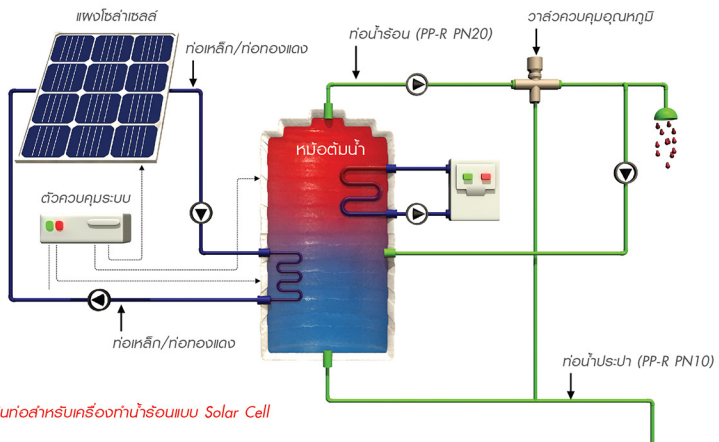 แผงโซล่าเซลล์
ท่อเหล็ก/ท่อทองแดง
ท่อน้ำร้อน (PP-R PN20)
วาล์วควบคุมอุณหภูมิ
หม้อต้มน้ำ
ตัวควบคุมระบบ
ท่อเหล็ก/ท่อทองแดง
ท่อน้ำประปา (PP-R PN10)
นท่อสำหรับเครื่องทำน้ำร้อนแบบ Solar Cell